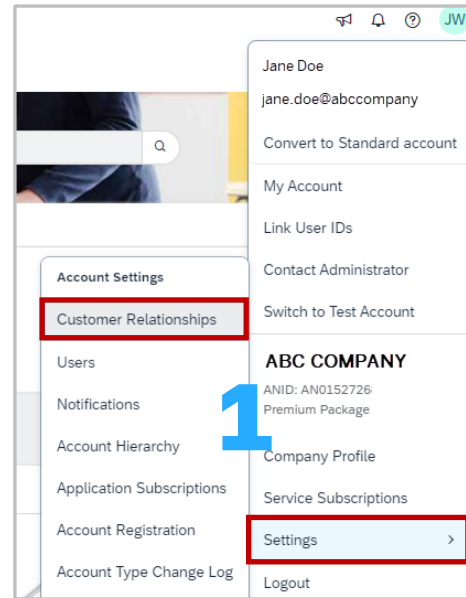 JW
Jane Doe
jane.doe@abccompany
Convert to Standard account
My Account
Link User IDs
Contact Administrator
Switch to Test Account
ABC COMPANY
ANID: AN0152726
Premium Package
Company Profile
Service Subscriptions
Settings
Logout
Account Settings
Customer Relationships
Users
Notifications
Account Hierarchy
Application Subscriptions
Account Registration
Account Type Change Log
1